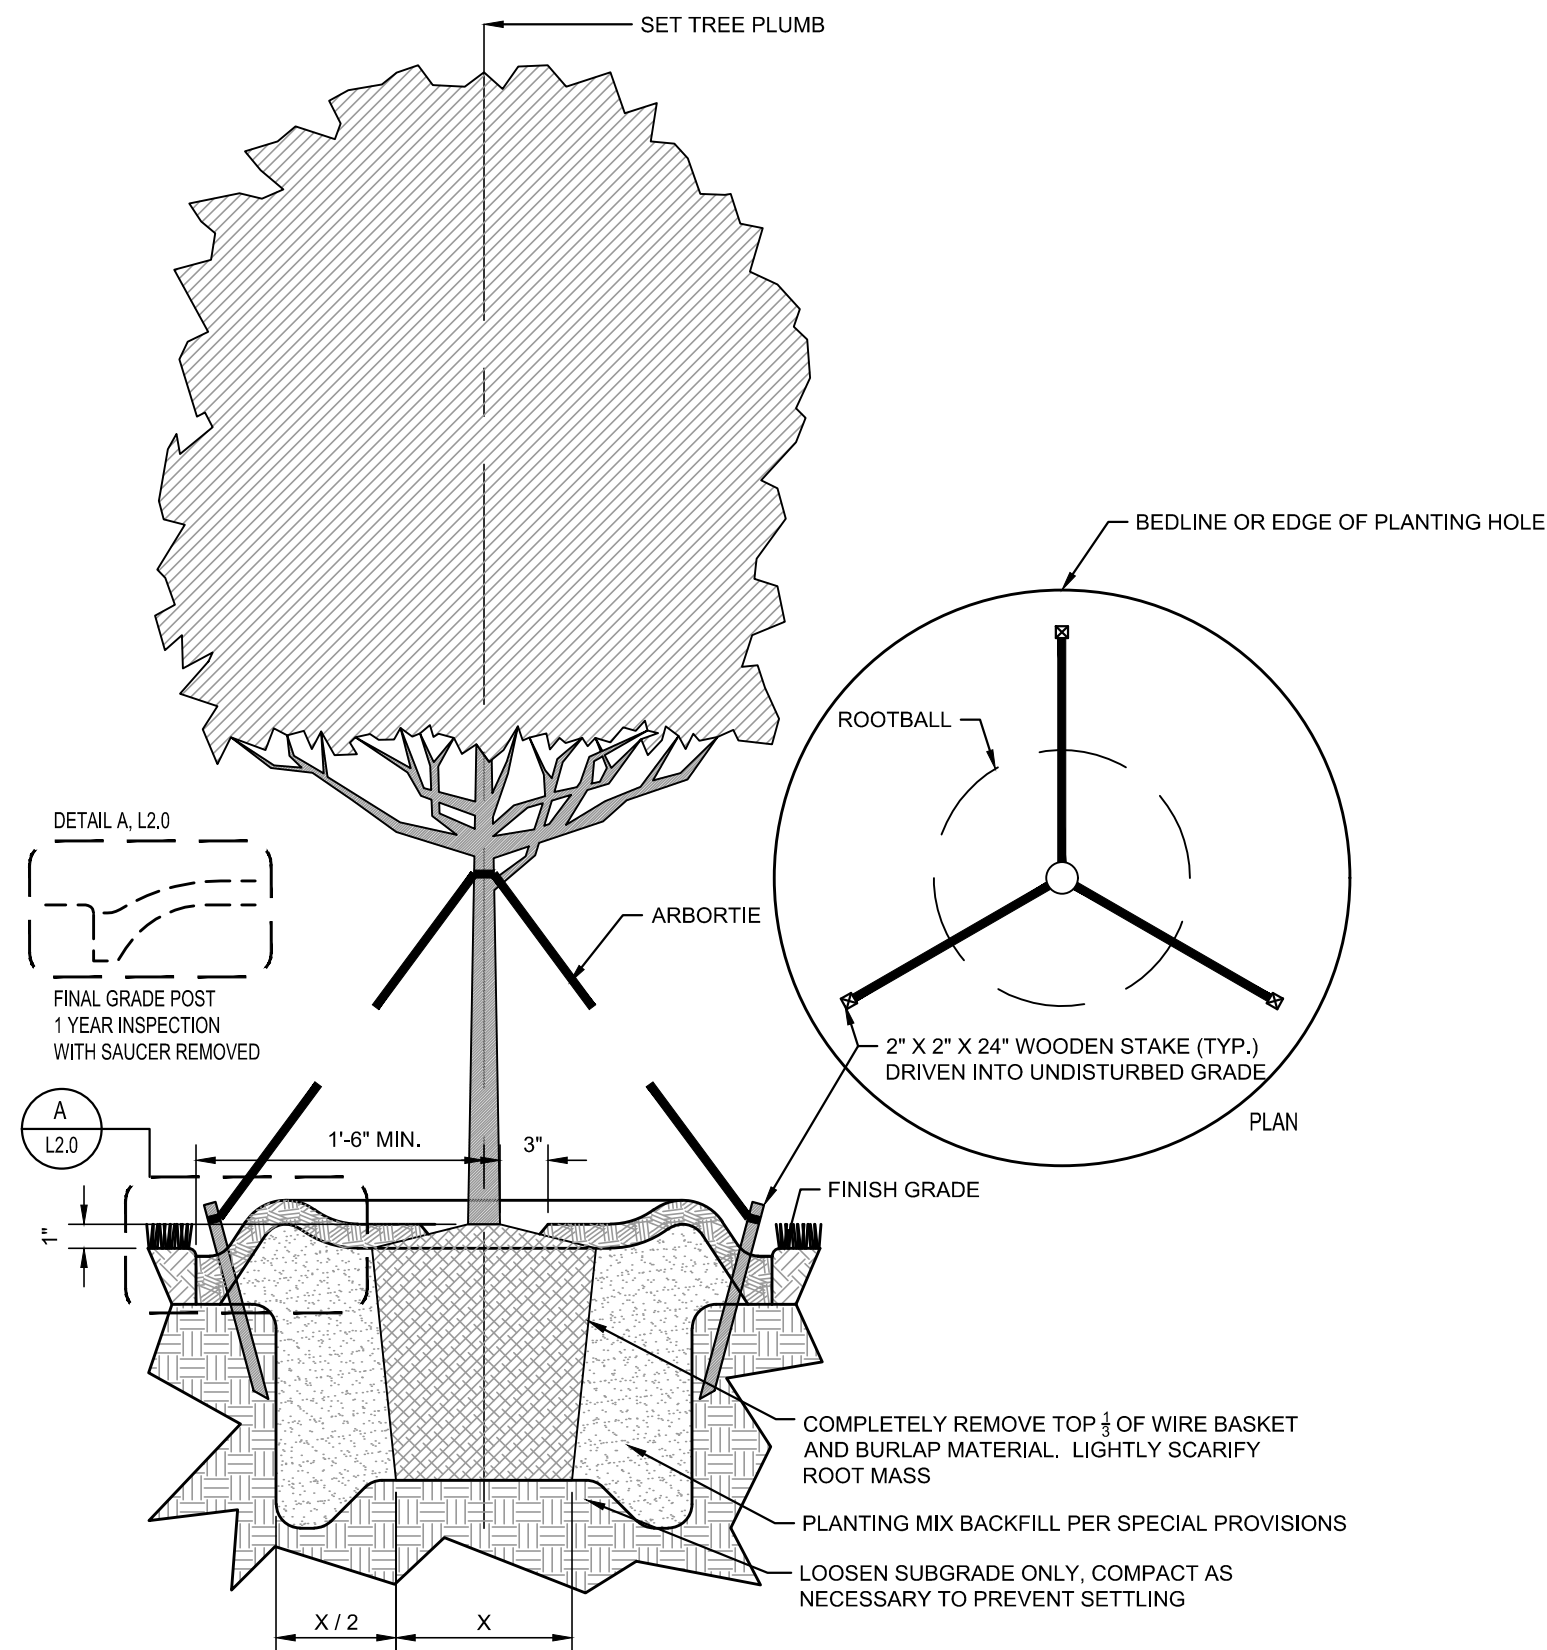 SET TREE PLUMB
BEDLINE OR EDGE OF PLANTING HOLE
ROOTBALL
DETAIL A, L2.0
ARBORTIE
FINAL GRADE POST
1 YEAR INSPECTION
WITH SAUCER REMOVED
2" X 2" X 24" WOODEN STAKE (TYP.)
DRIVEN INTO UNDISTURBED GRADE
PLAN
A
L2.0
1'-6" MIN.
3"
FINISH GRADE
1"
COMPLETELY REMOVE TOP 1/3 OF WIRE BASKET
AND BURLAP MATERIAL. LIGHTLY SCARIFY
ROOT MASS
PLANTING MIX BACKFILL PER SPECIAL PROVISIONS
LOOSEN SUBGRADE ONLY, COMPACT AS
NECESSARY TO PREVENT SETTLING
X / 2
X